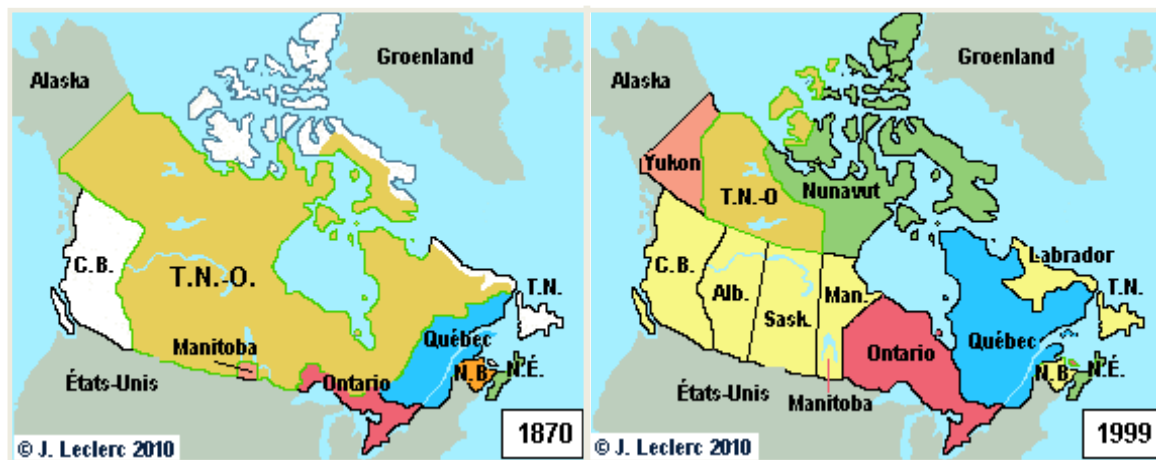 Alaska
Groenland
C.B.
T.N.-O.
T.N.
Manitoba
Québec
États-Unis
Ontario
N.B.
N.É.
1870
© J. Leclerc 2010
Alaska
Groenland
Yukon
Nunavut
T.N.-O
C.B.
Labrador
T.N.
Alb.
Man.
Sask.
Ontario
Québec
N.B.
N.É.
États-Unis
Manitoba
1999
© J. Leclerc 2010